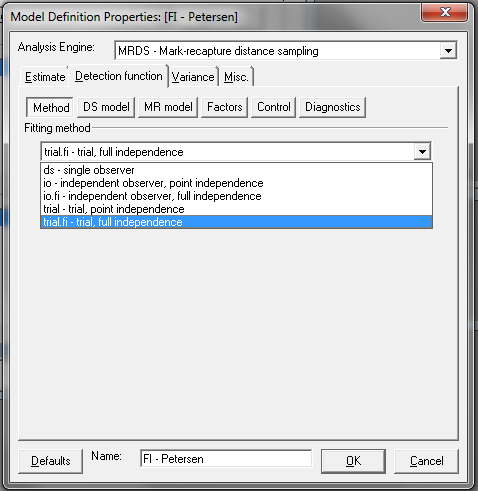 Model Definition Properties: [FI - Petersen]
Analysis Engine: MRDS - Mark-recapture distance sampling
Estimate Detection function Variance Misc.
Method DS model MR model Factors Control Diagnostics
Fitting method
trial.fi - trial, full independence
ds - single observer
io - independent observer, point independence
io.fi - independent observer, full independence
trial - trial, point independence
trial.fi - trial, full independence
Defaults Name: FI - Petersen OK Cancel